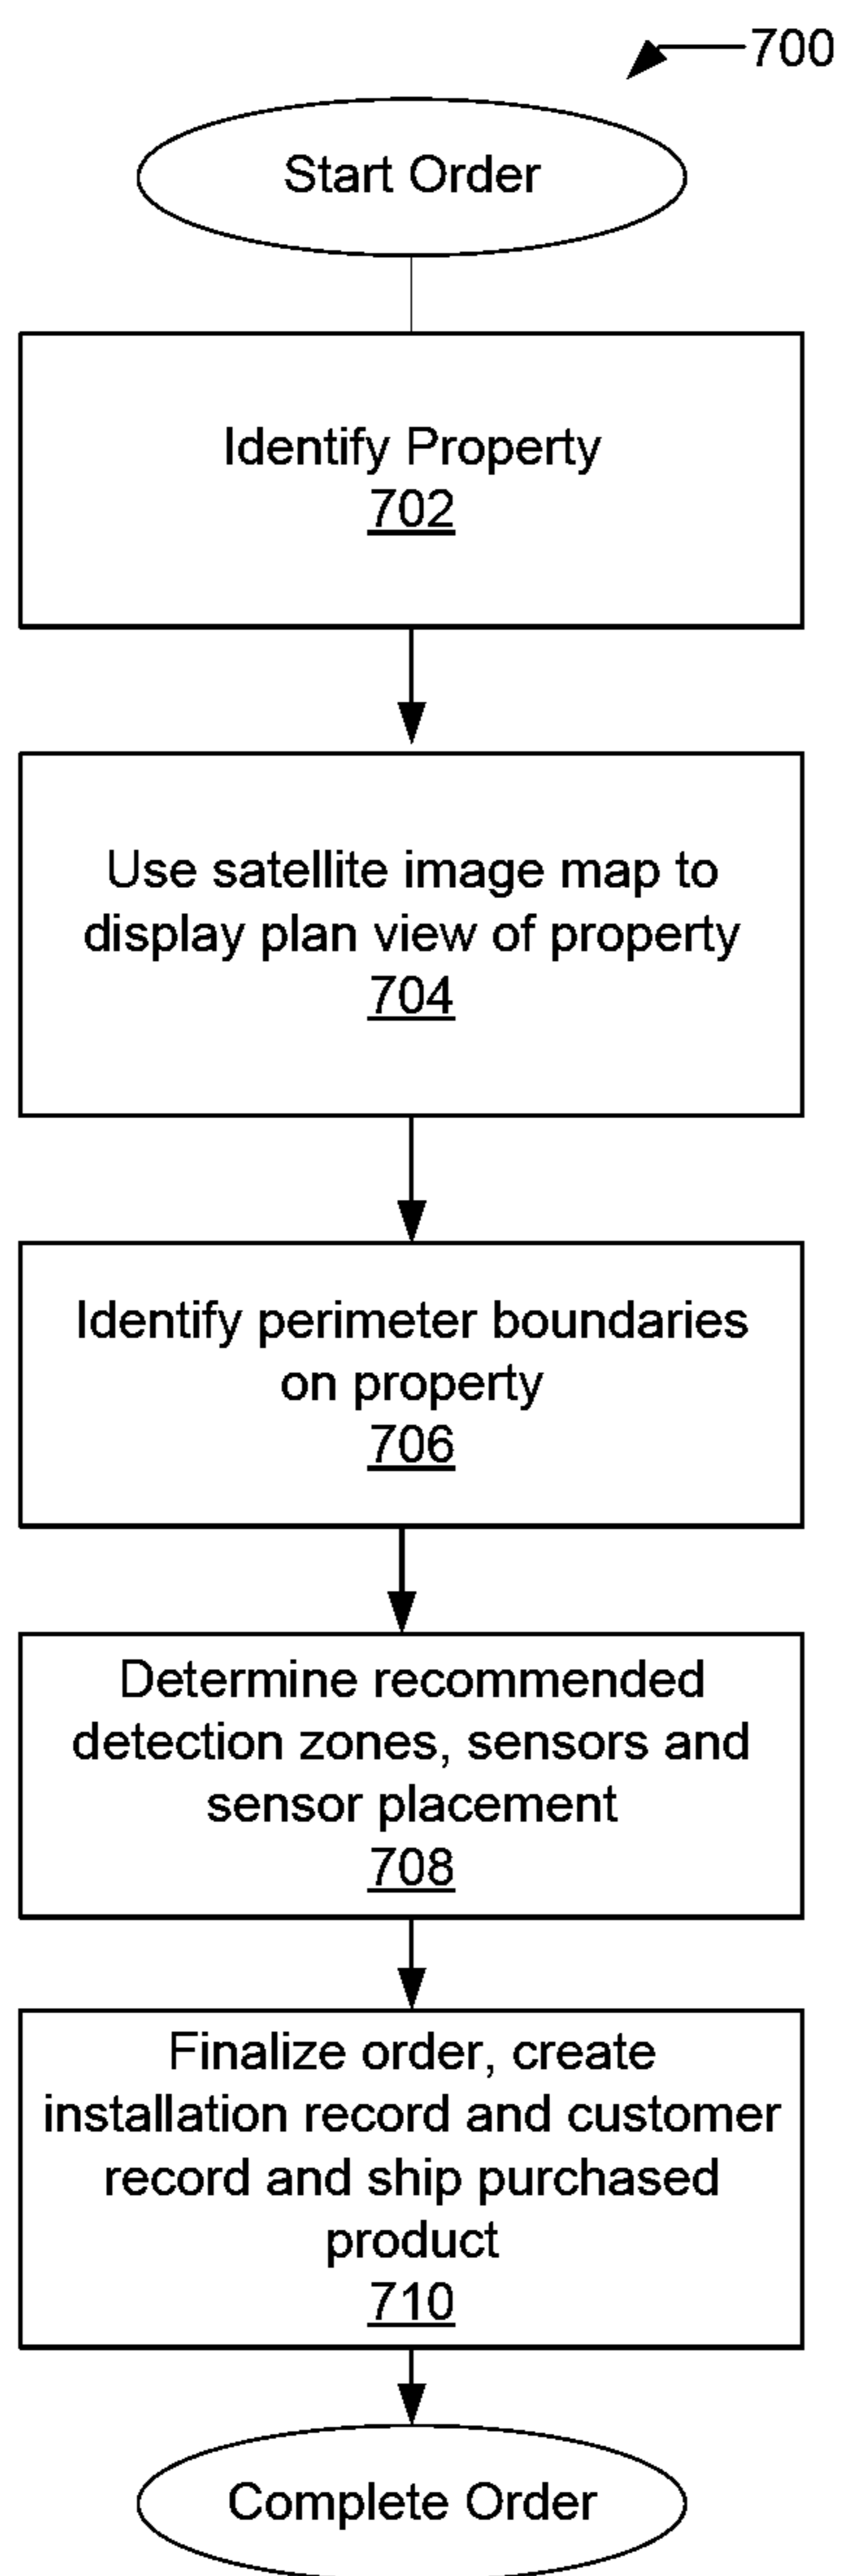 700
Start Order
Identify Property
702
Use satellite image map to
display plan view of property
704
Identify perimeter boundaries
on property
706
Determine recommended
detection zones, sensors and
sensor placement
708
Finalize order, create
installation record and customer
record and ship purchased
product
710
Complete Order